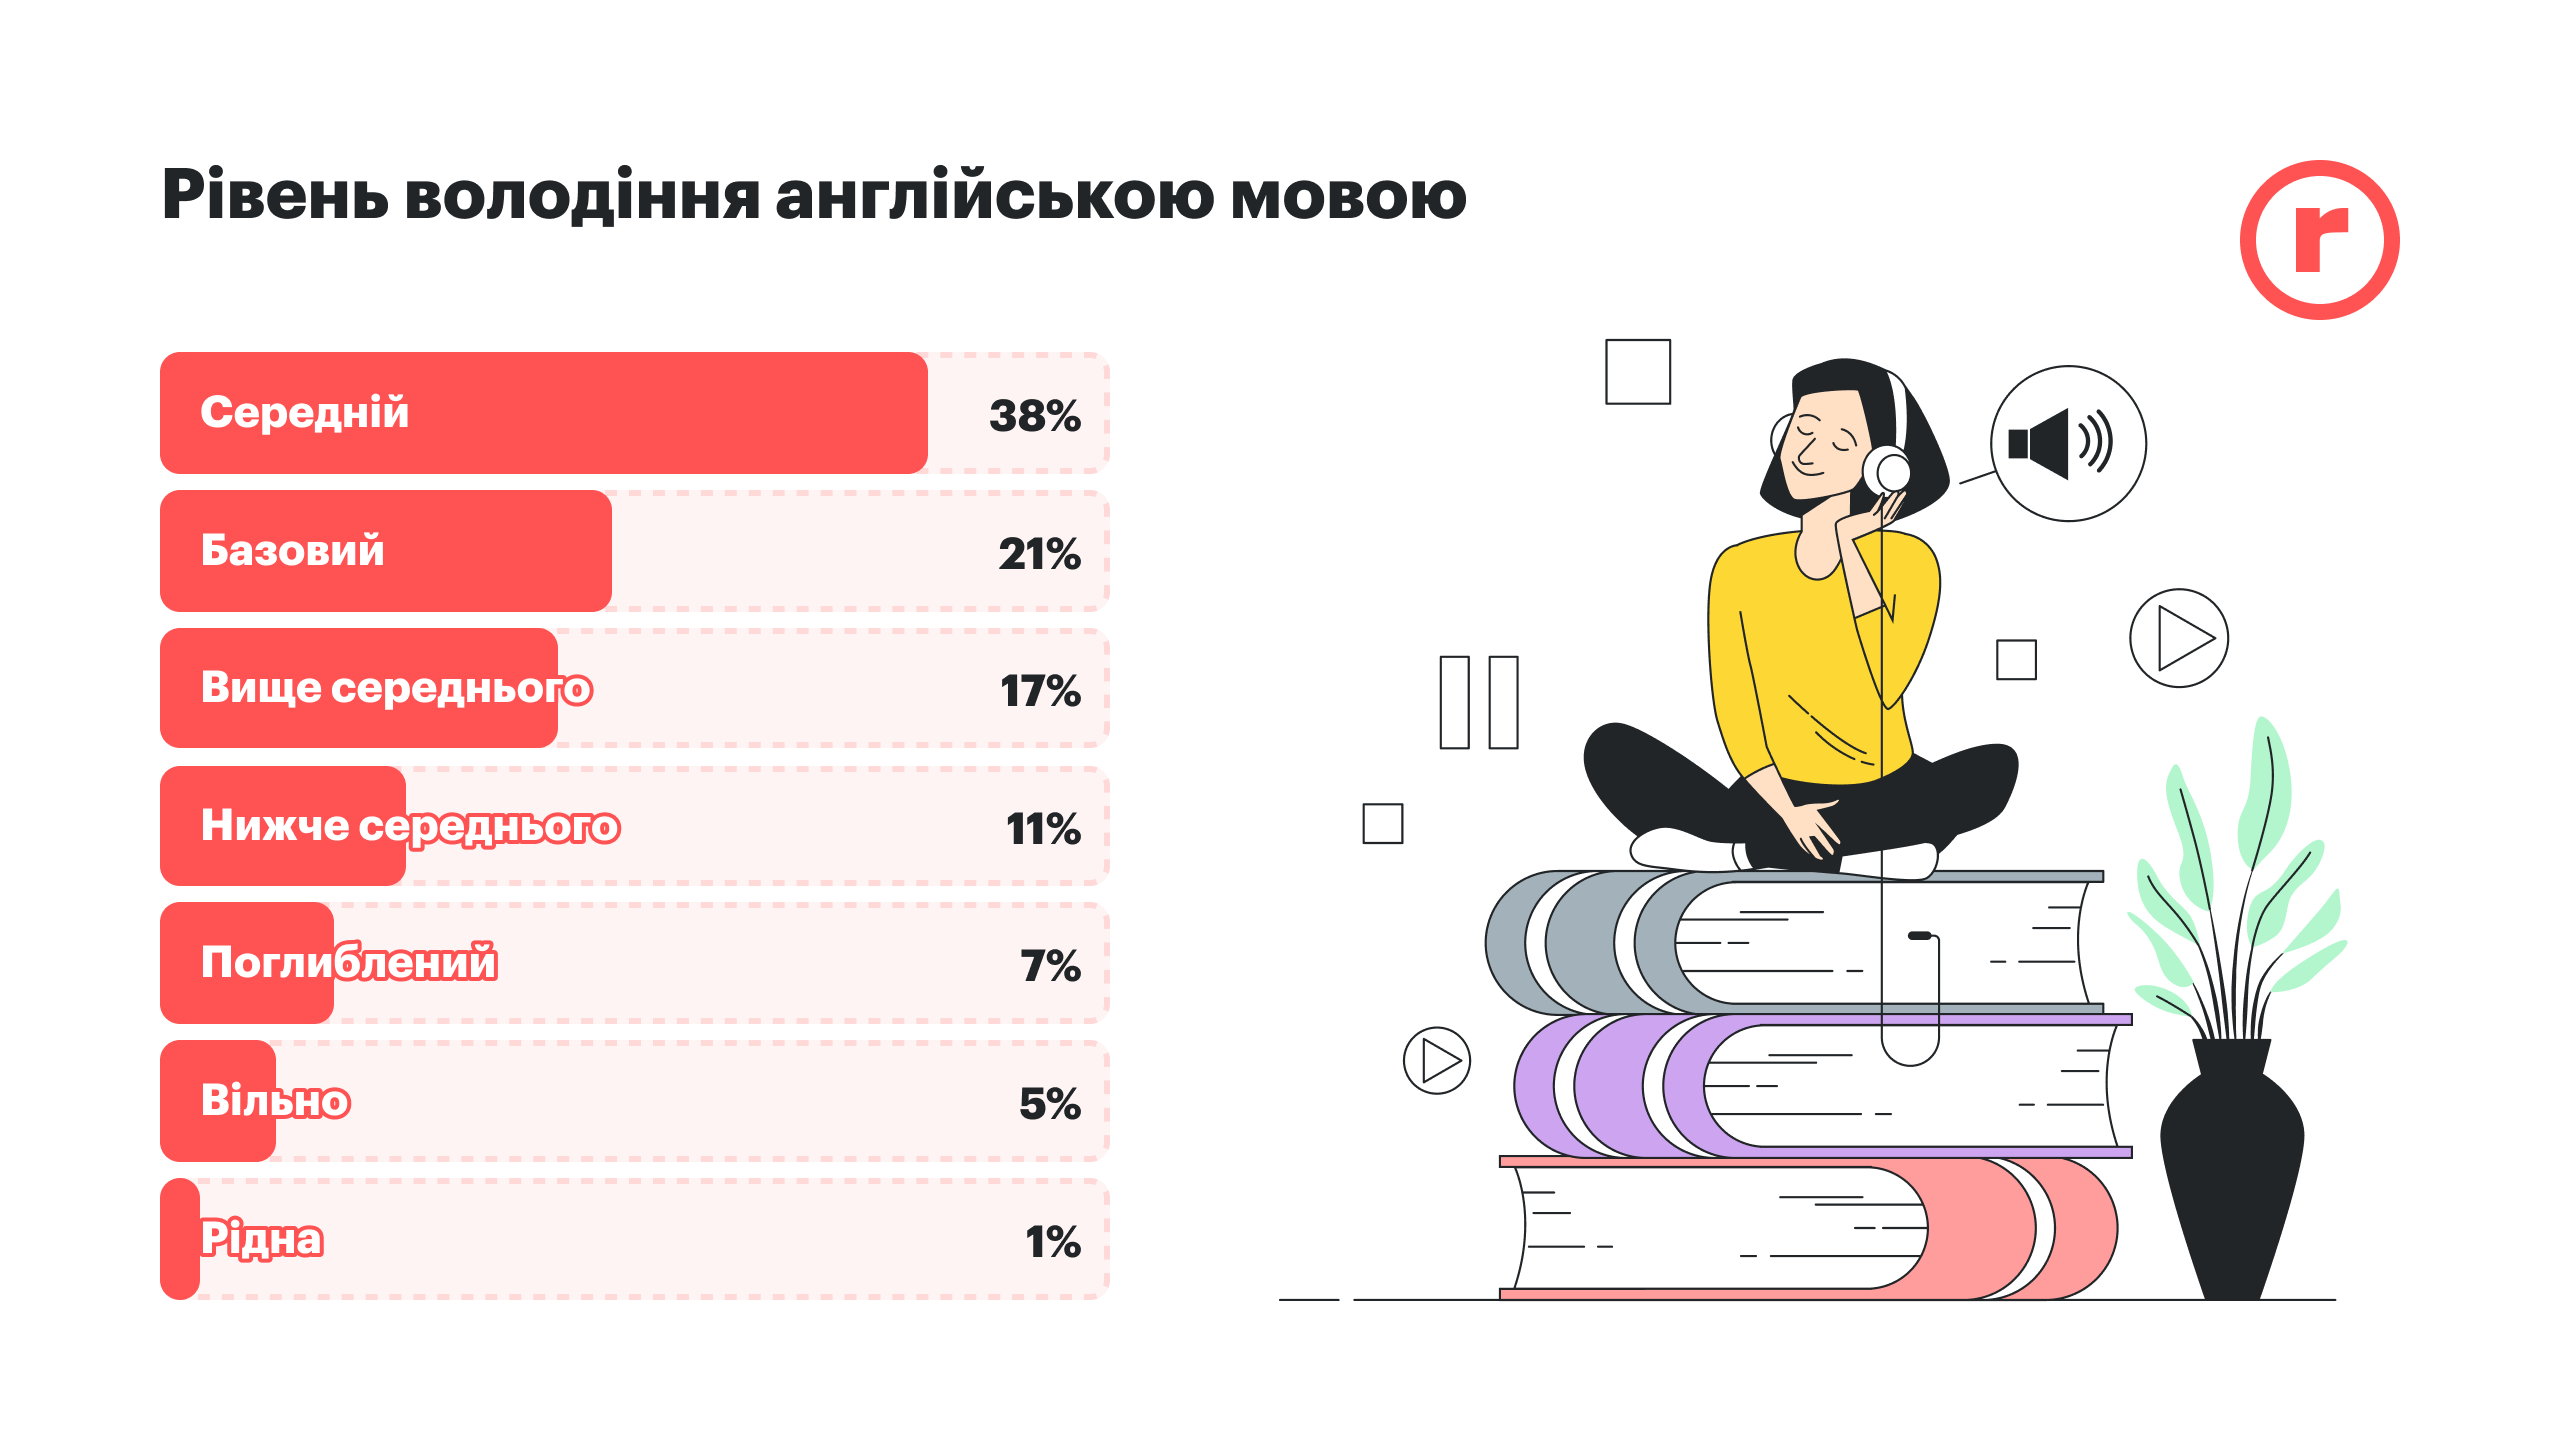 Рівень володіння англійською мовою
r
Середній 38%
Базовий 21%
Вище середнього 17%
Нижче середнього 11%
Поглиблений 7%
Вільно 5%
Рідна 1%